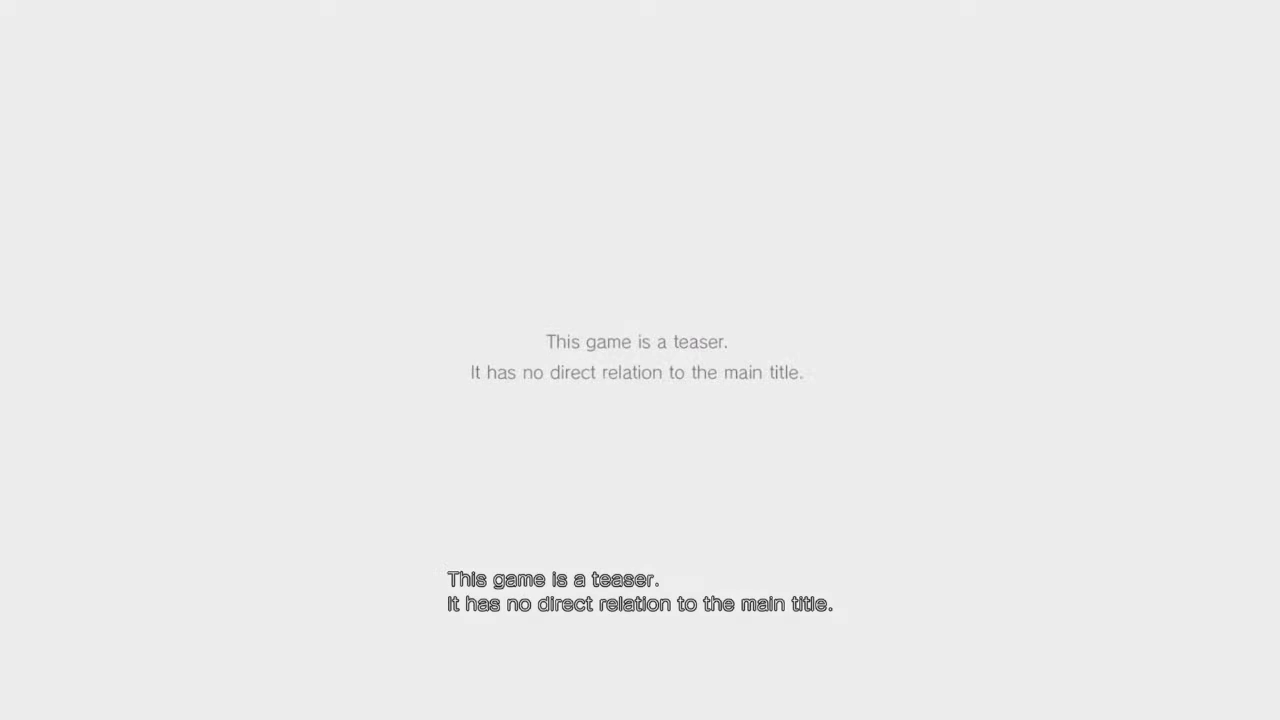 This game is a teaser.
It has no direct relation to the main title.
This game is a teaser.
It has no direct relation to the main title.